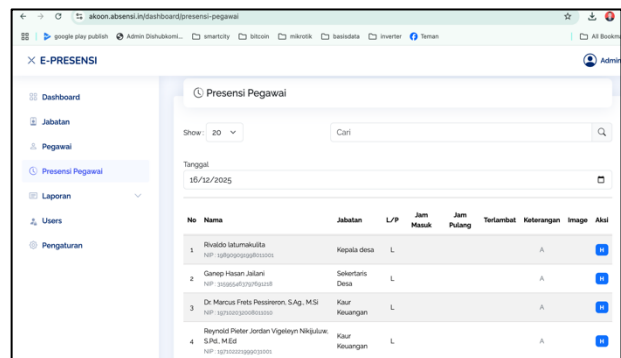 akoon.absensi.in/dashboard/presensi-pegawai
google play publish Admin Dishubkomi... smartcity bitcoin mikrotik basisdata inverter Teman All Bookma
E-PRESENSI Admin
Dashboard
Jabatan
Pegawai
Presensi Pegawai
Laporan
Users
Pengaturan
Presensi Pegawai
Show: 20 Cari
Tanggal
16/12/2025
No Nama Jabatan L/P Jam Masuk Jam Pulang Terlambat Keterangan Image Aksi
1 Rivaldo latumakulita Kepala desa L A H
NIP :
2 Ganep Hasan Jailani Sekertaris Desa L A H
NIP :
3 Dr. Marcus Frets Pessireron, S.Ag., M.Si Kaur Keuangan L A H
NIP :
4 Reynold Pieter Jordan Vigeleyn Nikijuluw, S.Pd., M.Ed Kaur Keuangan L A H
NIP :